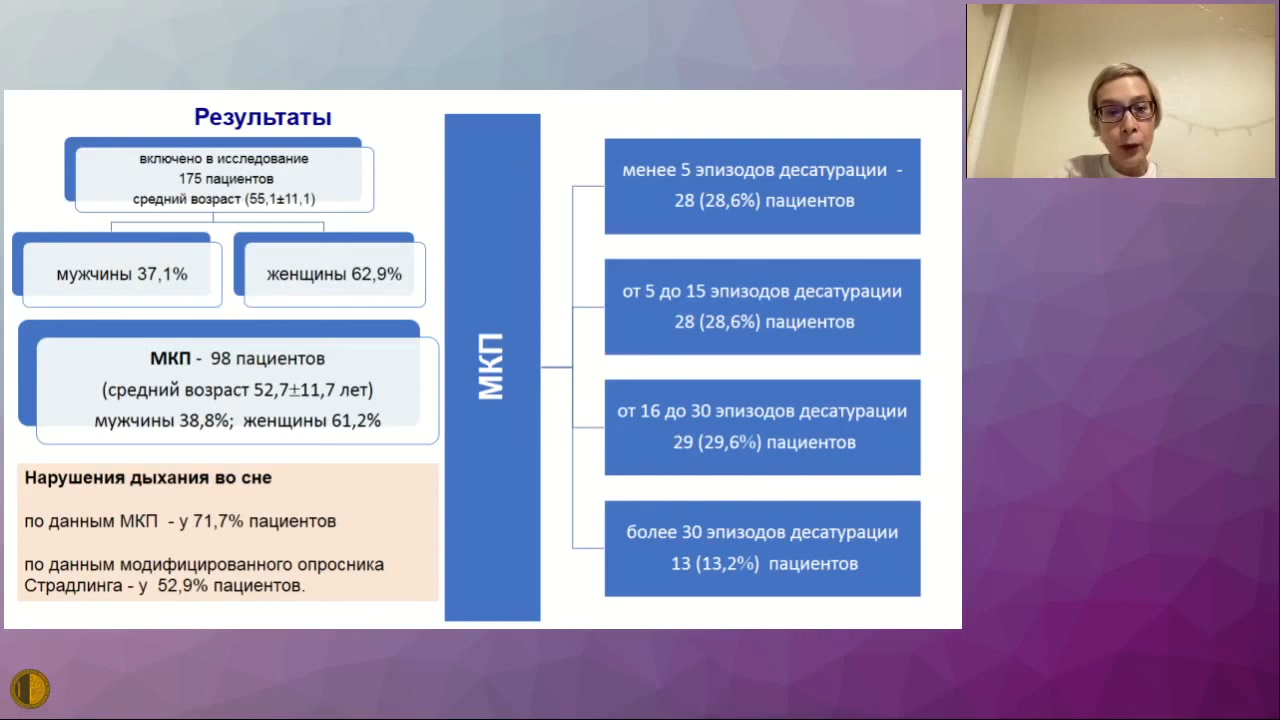 Результаты
включено в исследование
175 пациентов
средний возраст (55,1±11,1)
мужчины 37,1%
женщины 62,9%
МКП - 98 пациентов
(средний возраст 52,7±11,7 лет)
мужчины 38,8%; женщины 61,2%
Нарушения дыхания во сне
по данным МКП - у 71,7% пациентов
по данным модифицированного опросника
Страдлинга - у 52,9% пациентов.
МКП
менее 5 эпизодов десатурации -
28 (28,6%) пациентов
от 5 до 15 эпизодов десатурации
28 (28,6%) пациентов
от 16 до 30 эпизодов десатурации
29 (29,6%) пациентов
более 30 эпизодов десатурации
13 (13,2%) пациентов